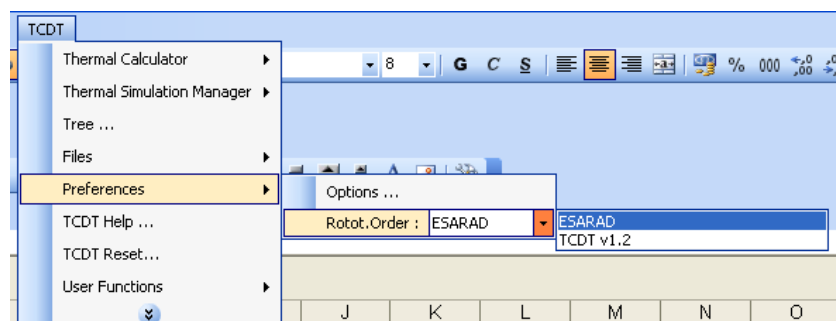 TCDT
Thermal Calculator
8 G C S % 000
Thermal Simulation Manager
Tree ...
Files
Preferences
Options ...
TCDT Help ...
Rotot.Order : ESARAD
ESARAD
TCDT v1.2
TCDT Reset...
User Functions
J K L M N O